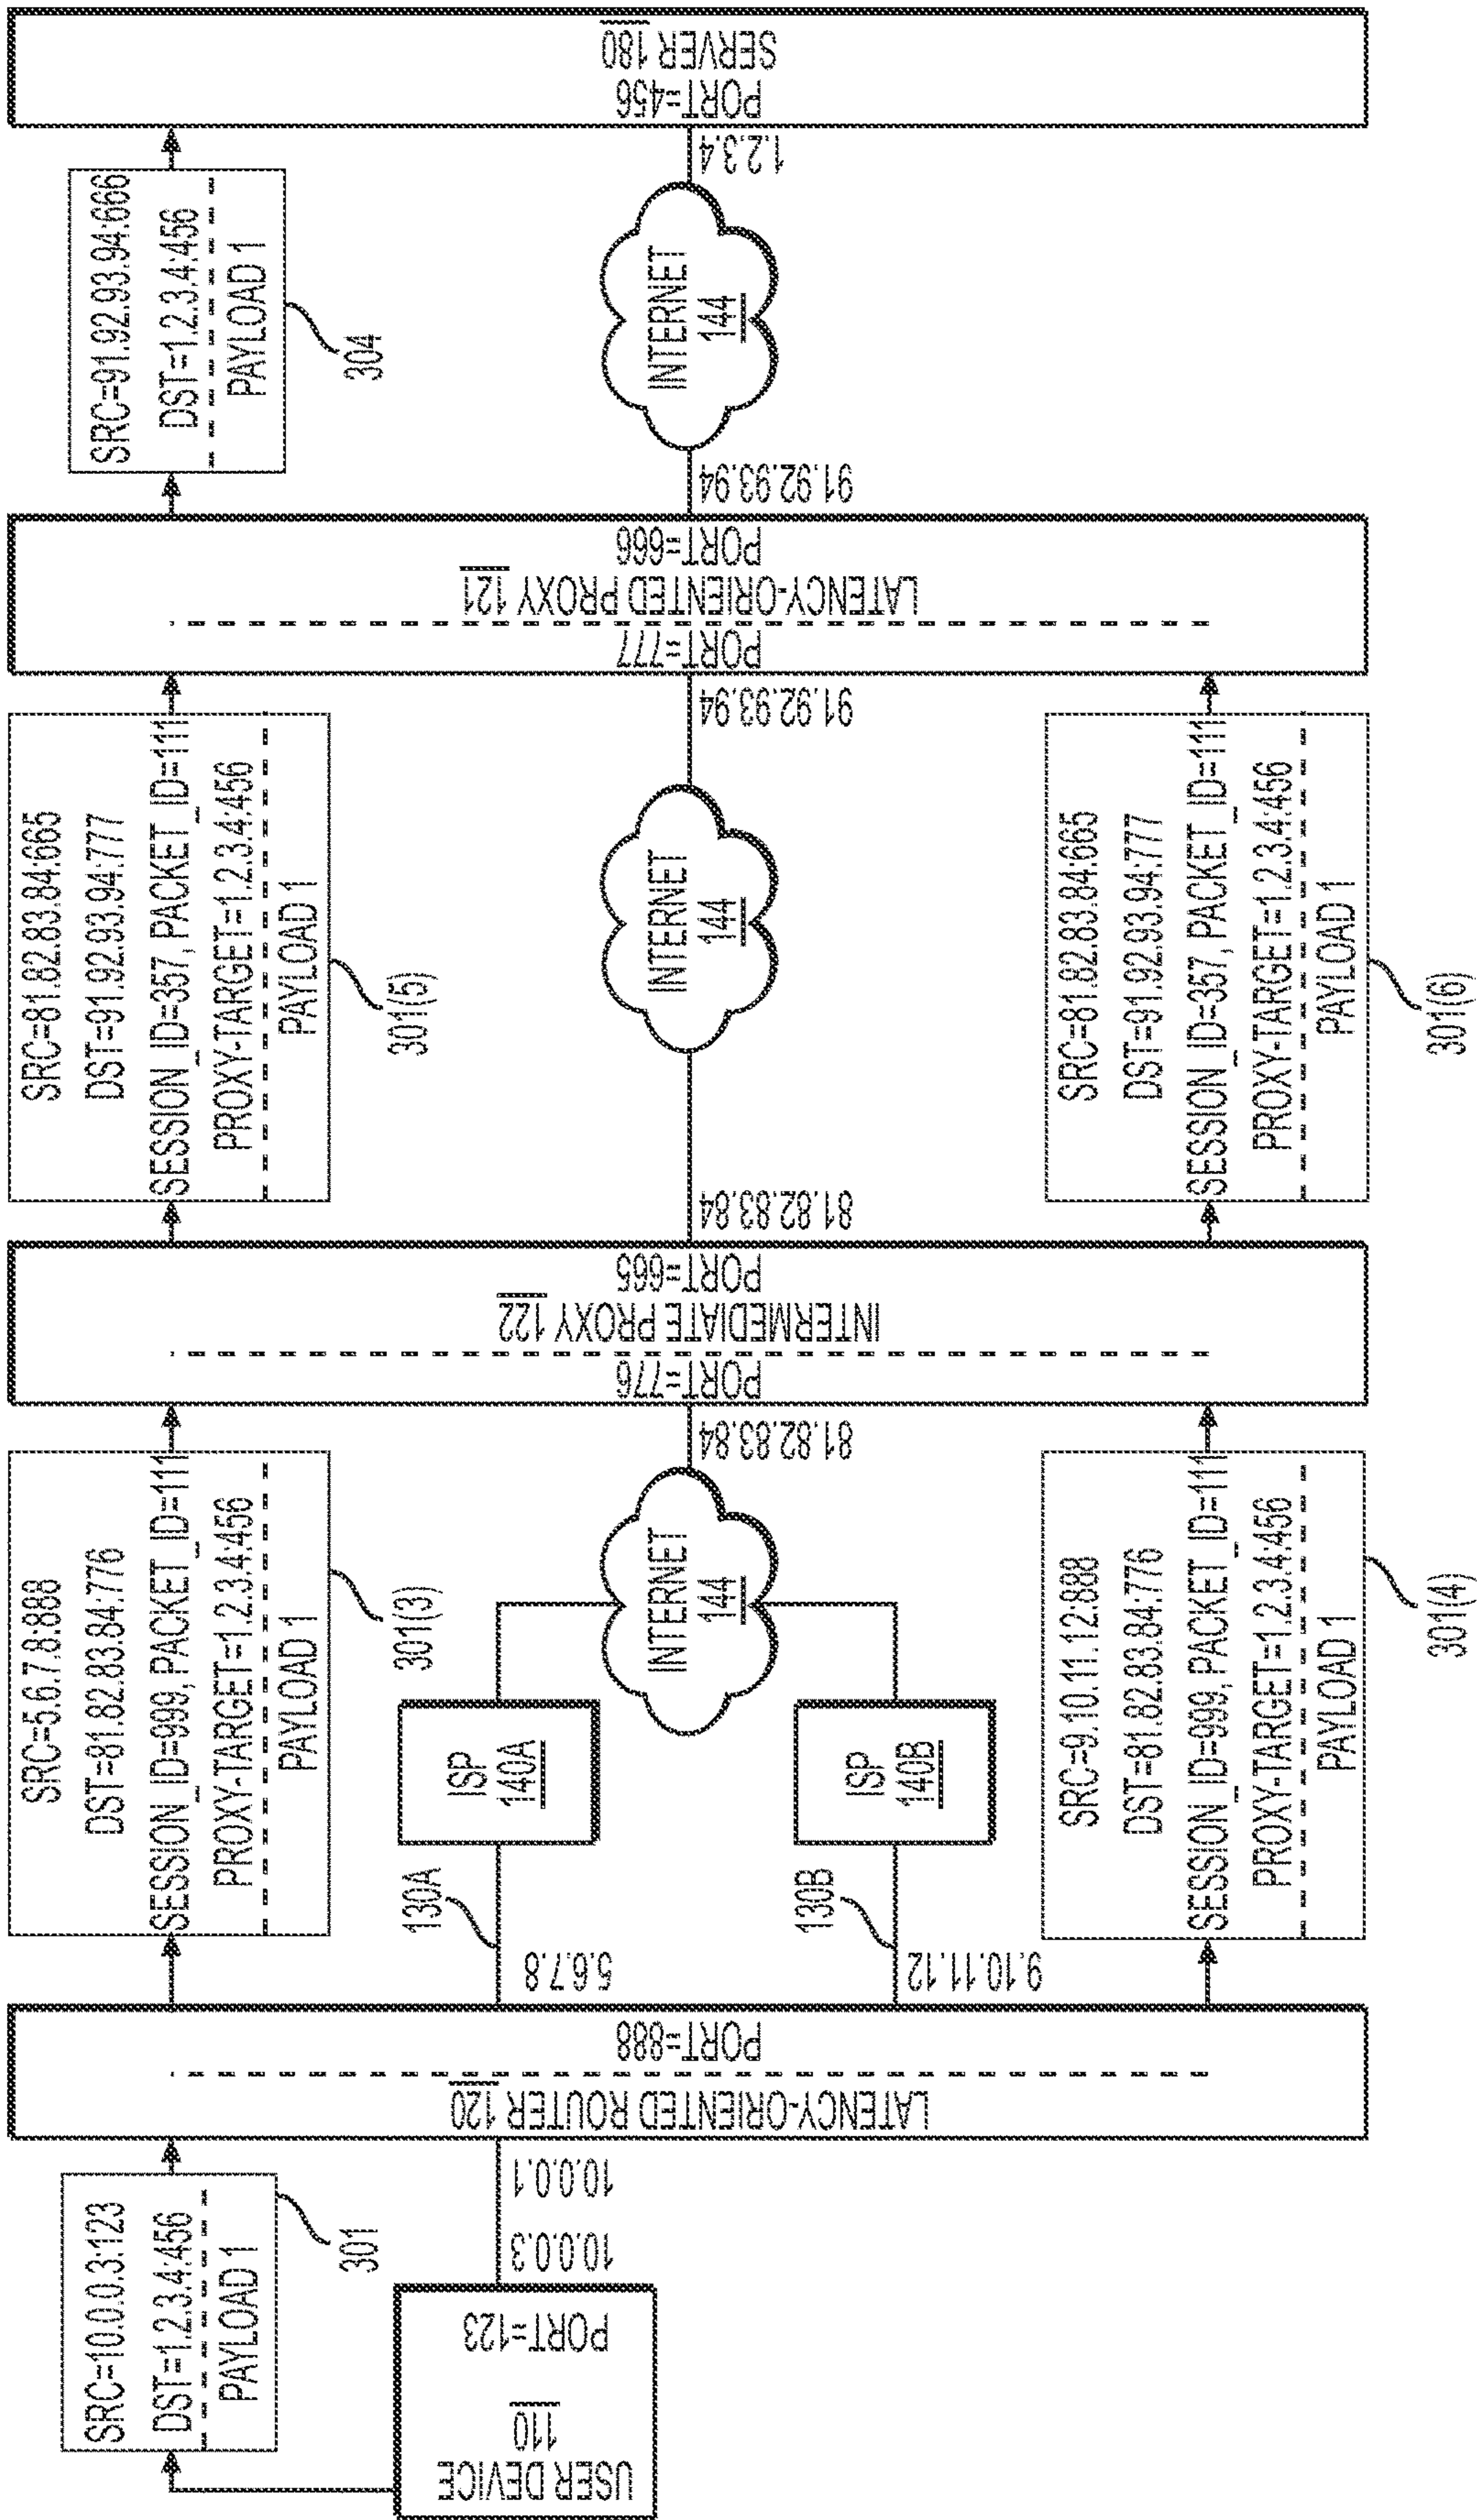 SRC=10.0.0.3:123
DST=1.2.3.4:456
PAYLOAD 1
301
USER DEVICE
110
PORT=123
10.0.0.3
10.0.0.1
LATENCY-ORIENTED ROUTER 120
PORT=888
SRC=5.6.7.8:888
DST=81.82.83.84:776
SESSION_ID=999, PACKET_ID=111
PROXY-TARGET=1.2.3.4:456
PAYLOAD 1
301(3)
130A
5.6.7.8
ISP
140A
130B
9.10.11.12
ISP
140B
INTERNET
144
81.82.83.84
SRC=9.10.11.12:888
DST=81.82.83.84:776
SESSION_ID=999, PACKET_ID=111
PROXY-TARGET=1.2.3.4:456
PAYLOAD 1
301(4)
PORT=776
INTERMEDIATE PROXY 122
PORT=665
SRC=81.82.83.84:665
DST=91.92.93.94:777
SESSION_ID=357, PACKET_ID=111
PROXY-TARGET=1.2.3.4:456
PAYLOAD 1
301(5)
81.82.83.84
INTERNET
144
91.92.93.94
SRC=81.82.83.84:665
DST=91.92.93.94:777
SESSION_ID=357, PACKET_ID=111
PROXY-TARGET=1.2.3.4:456
PAYLOAD 1
301(6)
PORT=777
LATENCY-ORIENTED PROXY 121
PORT=666
SRC=91.92.93.94:666
DST=1.2.3.4:456
PAYLOAD 1
304
91.92.93.94
INTERNET
144
1.2.3.4
PORT=456
SERVER 180